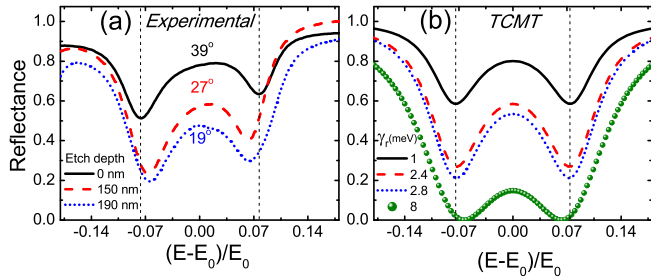 (a) Experimental
39°
27°
19°
Etch depth
0 nm
150 nm
190 nm
Reflectance
1.0
0.8
0.6
0.4
0.2
0.0
-0.14 -0.07 0.00 0.07 0.14
(E-E0)/E0
(b) TCMT
γr(meV)
1
2.4
2.8
8
-0.14 -0.07 0.00 0.07 0.14
(E-E0)/E0